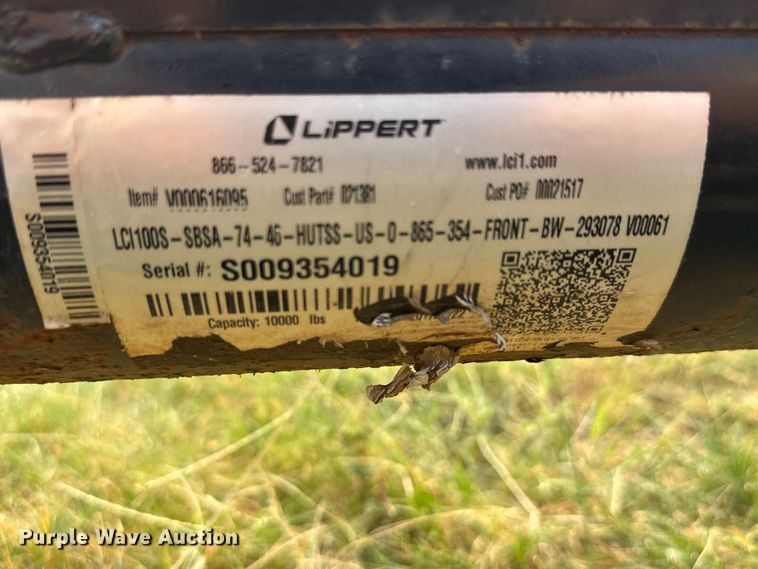 LiPPERT
866-524-7821 www.lci1.com
Item# V000616095 Cust Part# 021381 Cust PO# 00021517
LCI100S-SBSA-74-46-HUTSS-US-0-865-354-FRONT-BW-293078 V00061
Serial #: S009354019
Capacity: 10000 lbs
S009354019
Purple Wave Auction